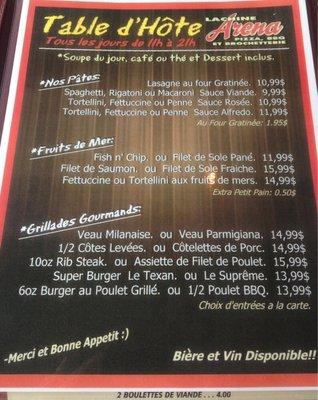 Table d'Hôte
Tous les jours de 11h à 21h
LACHINE
Arena
PIZZA, BBQ
ET BROCHETTERIE
*Soupe du jour, café ou thé et Dessert inclus.
*Nos Pâtes:
Lasagne au four Gratinée. 10,99$
Spaghetti, Rigatoni ou Macaroni Sauce Viande. 9,99$
Tortellini, Fettuccine ou Penne Sauce Rosée. 10,99$
Tortellini, Fettuccine ou Penne Sauce Alfredo. 11,99$
Au Four Gratinée: 1.95$
*Fruits de Mer:
Fish n' Chip. ou Filet de Sole Pané. 11,99$
Filet de Saumon. ou Filet de Sole Fraiche. 15,99$
Fettuccine ou Tortellini aux fruits de mers. 14,99$
Extra Petit Pain: 0.50$
*Grillades Gourmands:
Veau Milanaise. ou Veau Parmigiana. 14,99$
1/2 Côtes Levées. ou Côtelettes de Porc. 14,99$
10oz Rib Steak. ou Assiette de Filet de Poulet. 15,99$
Super Burger Le Texan. ou Le Suprême. 13,99$
6oz Burger au Poulet Grillé. ou 1/2 Poulet BBQ. 13,99$
Choix d'entrées a la carte.
-Merci et Bonne Appetit :)
Bière et Vin Disponible!!
2 BOULETTES DE VIANDE . . . 4.00